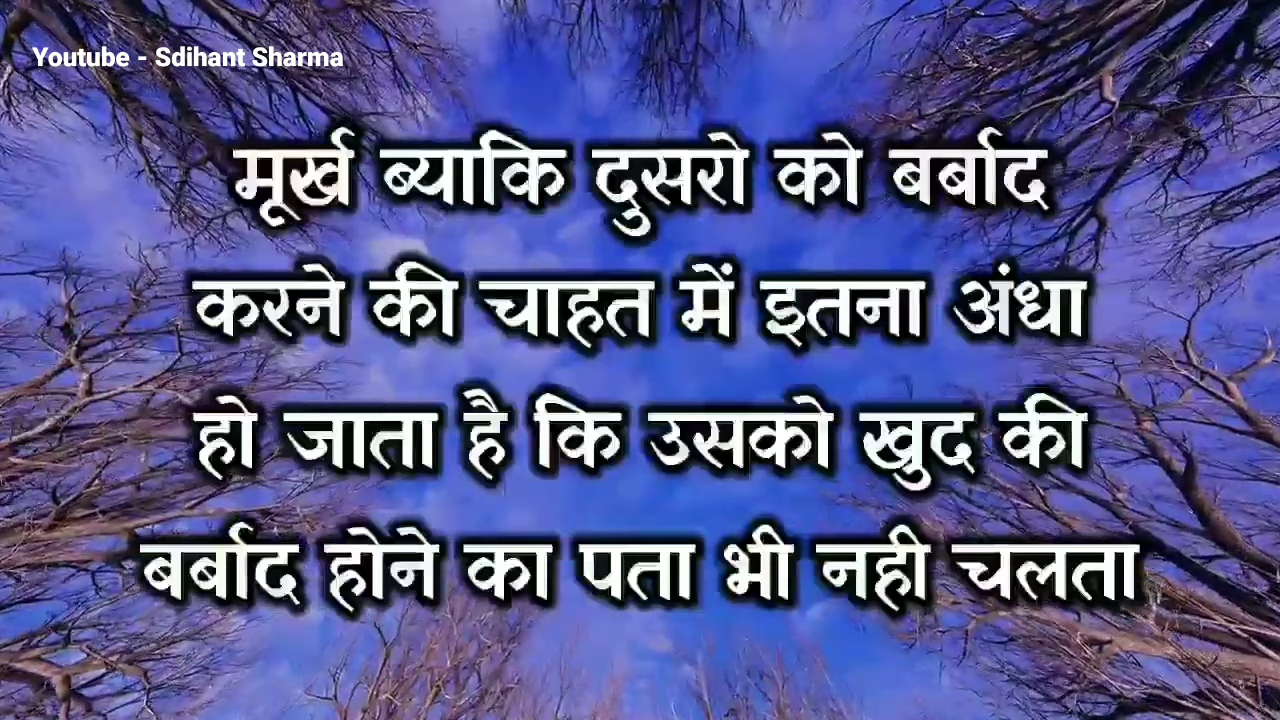 Youtube - Sdihant Sharma
मूर्ख ब्याकि दुसरो को बर्बाद
करने की चाहत में इतना अंधा
हो जाता है कि उसको खुद की
बर्बाद होने का पता भी नही चलता